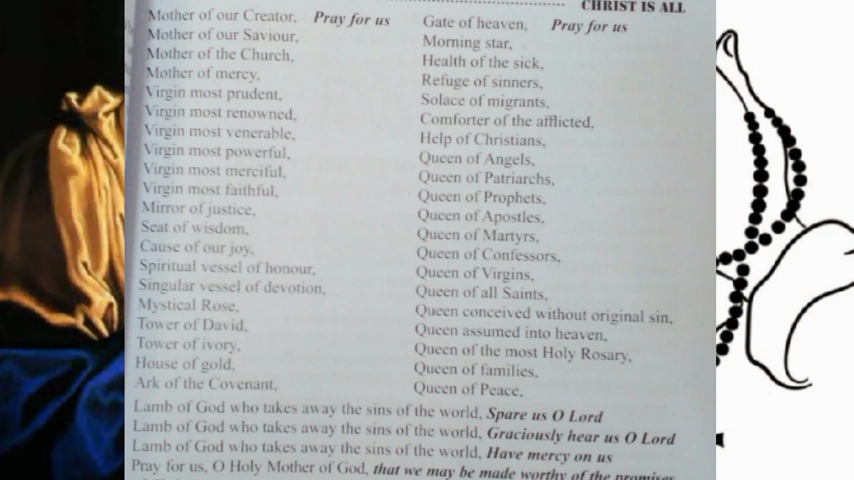 CHRIST IS ALL
Mother of our Creator, Pray for us
Mother of our Saviour,
Mother of the Church,
Mother of mercy,
Virgin most prudent,
Virgin most renowned,
Virgin most venerable,
Virgin most powerful,
Virgin most merciful,
Virgin most faithful,
Mirror of justice,
Seat of wisdom,
Cause of our joy,
Spiritual vessel of honour,
Singular vessel of devotion,
Mystical Rose,
Tower of David,
Tower of ivory,
House of gold,
Ark of the Covenant,
Gate of heaven, Pray for us
Morning star,
Health of the sick,
Refuge of sinners,
Solace of migrants,
Comforter of the afflicted,
Help of Christians,
Queen of Angels,
Queen of Patriarchs,
Queen of Prophets,
Queen of Apostles,
Queen of Martyrs,
Queen of Confessors,
Queen of Virgins,
Queen of all Saints,
Queen conceived without original sin,
Queen assumed into heaven,
Queen of the most Holy Rosary,
Queen of families,
Queen of Peace,
Lamb of God who takes away the sins of the world, Spare us O Lord
Lamb of God who takes away the sins of the world, Graciously hear us O Lord
Lamb of God who takes away the sins of the world, Have mercy on us
Pray for us, O Holy Mother of God, that we may be made worthy of the promises